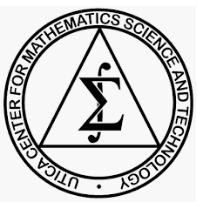 UTICA CENTER FOR MATHEMATICS SCIENCE AND TECHNOLOGY
∑